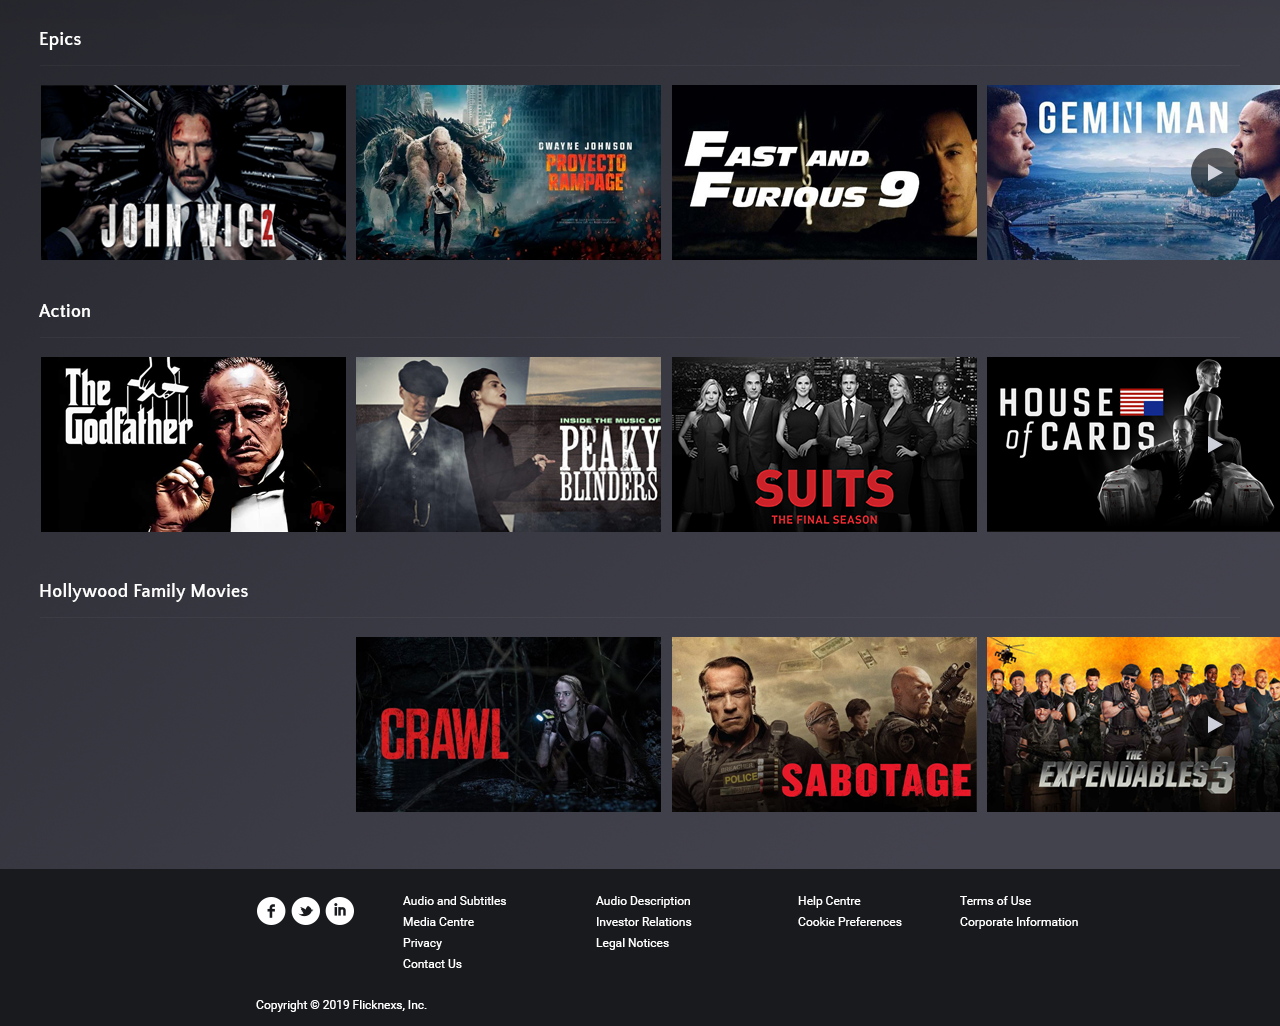 Epics
JOHN WICK 2
GWAYNE JOHNSON
PROYECTO
RAMPAGE
FAST AND
FURIOUS 9
GEMINI MAN
Action
The
Godfather
INSIDE THE MUSIC OF
PEAKY
BLINDERS
SUITS
THE FINAL SEASON
HOUSE
of CARDS
Hollywood Family Movies
CRAWL
POLICE
SABOTAGE
THE
EXPENDABLES 3
Audio and Subtitles
Media Centre
Privacy
Contact Us
Audio Description
Investor Relations
Legal Notices
Help Centre
Cookie Preferences
Terms of Use
Corporate Information
Copyright © 2019 Flicknexs, Inc.